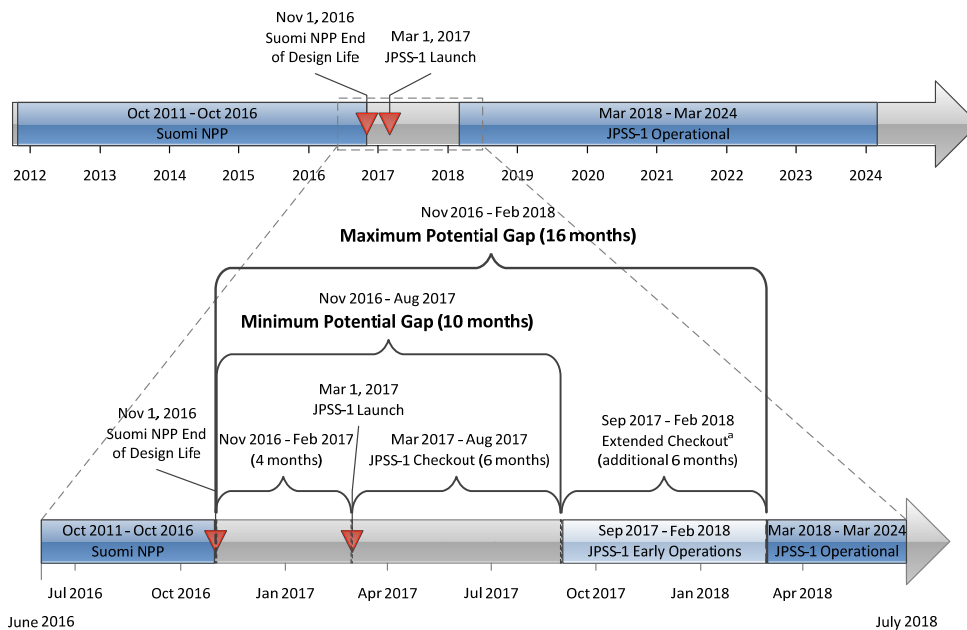 Nov 1, 2016
Suomi NPP End
of Design Life
Mar 1, 2017
JPSS-1 Launch
Oct 2011 – Oct 2016
Suomi NPP
Mar 2018 – Mar 2024
JPSS-1 Operational
2012 2013 2014 2015 2016 2017 2018 2019 2020 2021 2022 2023 2024
Nov 2016 – Feb 2018
Maximum Potential Gap (16 months)
Nov 2016 – Aug 2017
Minimum Potential Gap (10 months)
Mar 1, 2017
JPSS-1 Launch
Nov 1, 2016
Suomi NPP End
of Design Life
Nov 2016 – Feb 2017
(4 months)
Mar 2017 – Aug 2017
JPSS-1 Checkout (6 months)
Sep 2017 – Feb 2018
Extended Checkoutᵃ
(additional 6 months)
Oct 2011 – Oct 2016
Suomi NPP
Sep 2017 – Feb 2018
JPSS-1 Early Operations
Mar 2018 – Mar 2024
JPSS-1 Operational
Jul 2016 Oct 2016 Jan 2017 Apr 2017 Jul 2017 Oct 2017 Jan 2018 Apr 2018
June 2016 July 2018